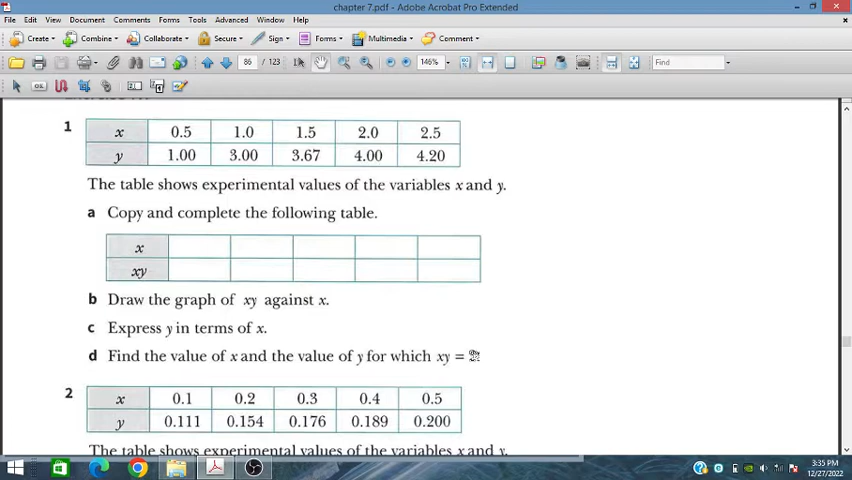 chapter 7.pdf - Adobe Acrobat Pro Extended
File Edit View Document Comments Forms Tools Advanced Window Help
Create Combine Collaborate Secure Sign Forms Multimedia Comment
86 / 123 146% Find
1
x 0.5 1.0 1.5 2.0 2.5
y 1.00 3.00 3.67 4.00 4.20
The table shows experimental values of the variables x and y.
a Copy and complete the following table.
x
xy
b Draw the graph of xy against x.
c Express y in terms of x.
d Find the value of x and the value of y for which xy =
2
x 0.1 0.2 0.3 0.4 0.5
y 0.111 0.154 0.176 0.189 0.200
The table shows experimental values of the variables x and y.
3:35 PM
12/27/2022